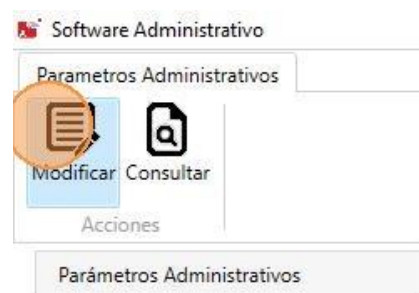 Software Administrativo
Parametros Administrativos
Modificar Consultar
Acciones
Parámetros Administrativos